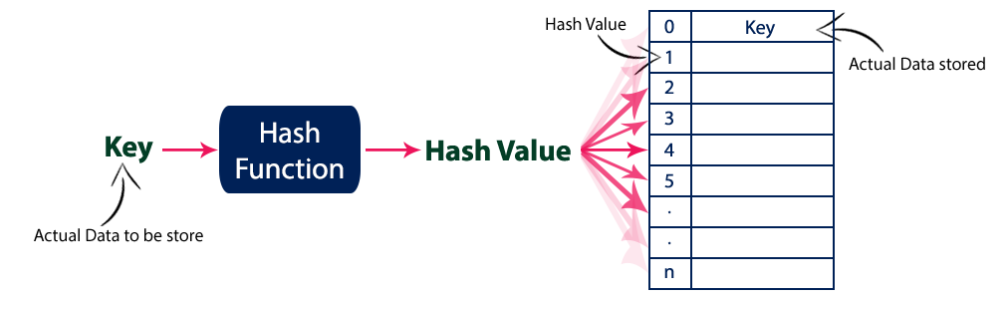 Key
Actual Data to be store
Hash
Function
Hash Value
Hash Value
0 Key
1
2
3
4
5
.
.
n
Actual Data stored